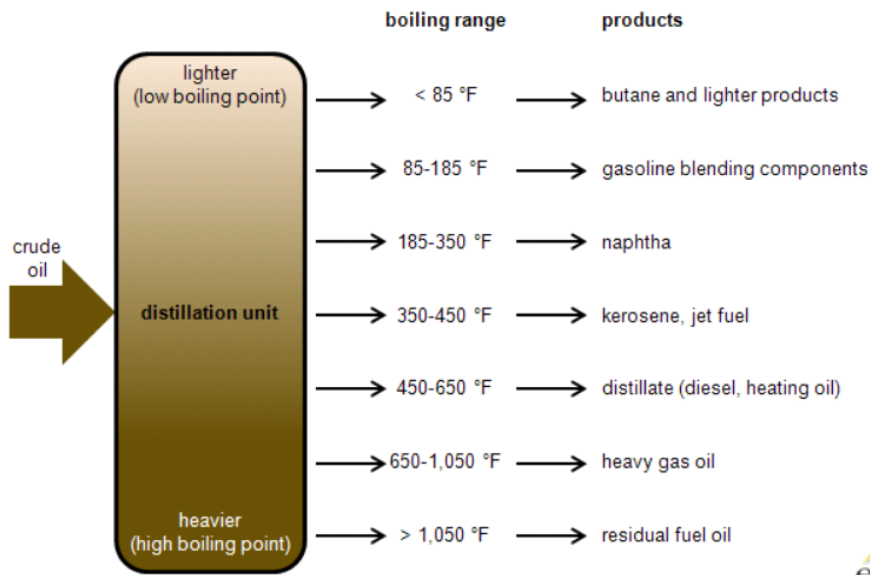 boiling range products
lighter
(low boiling point)
< 85 °F butane and lighter products
85-185 °F gasoline blending components
185-350 °F naphtha
crude
oil
distillation unit
350-450 °F kerosene, jet fuel
450-650 °F distillate (diesel, heating oil)
650-1,050 °F heavy gas oil
heavier
(high boiling point)
> 1,050 °F residual fuel oil